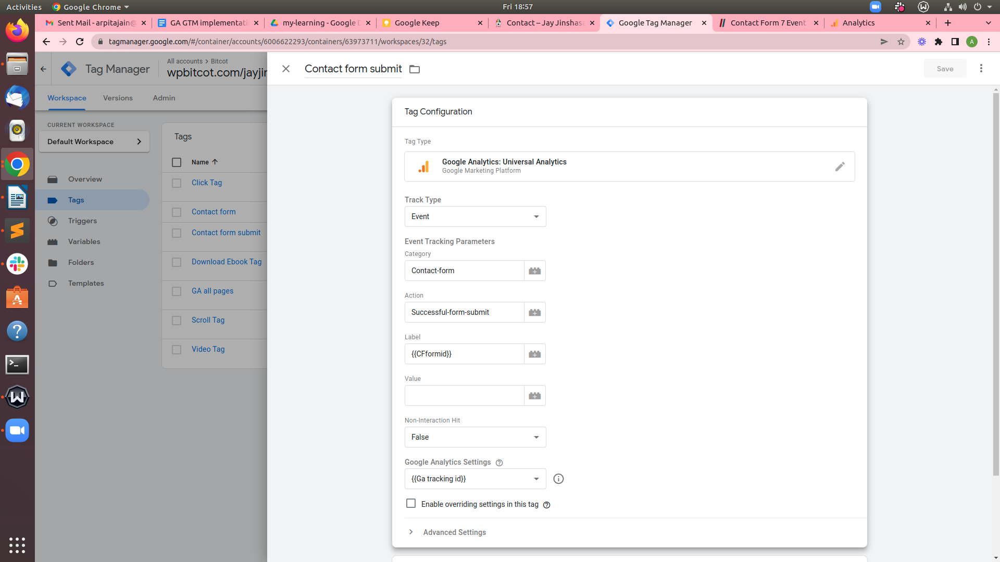 Activities
Google Chrome
Fri 18:57
Sent Mail - arpitajain@
GA GTM implementati
my-learning - Google D
Google Keep
Contact – Jay Jinshasa
Google Tag Manager
Contact Form 7 Event
Analytics
tagmanager.google.com/#/container/accounts/6006622293/containers/63973711/workspaces/32/tags
A
Tag Manager
All accounts > Bitcot
wpbitcot.com/jayjin
Contact form submit
Save
Workspace
Versions
Admin
CURRENT WORKSPACE
Default Workspace
Overview
Tags
Triggers
Variables
Folders
Templates
Tags
Name
Click Tag
Contact form
Contact form submit
Download Ebook Tag
GA all pages
Scroll Tag
Video Tag
Tag Configuration
Tag Type
Google Analytics: Universal Analytics
Google Marketing Platform
Track Type
Event
Event Tracking Parameters
Category
Contact-form
Action
Successful-form-submit
Label
{{CFformid}}
Value
Non-Interaction Hit
False
Google Analytics Settings
{{Ga tracking id}}
Enable overriding settings in this tag
Advanced Settings